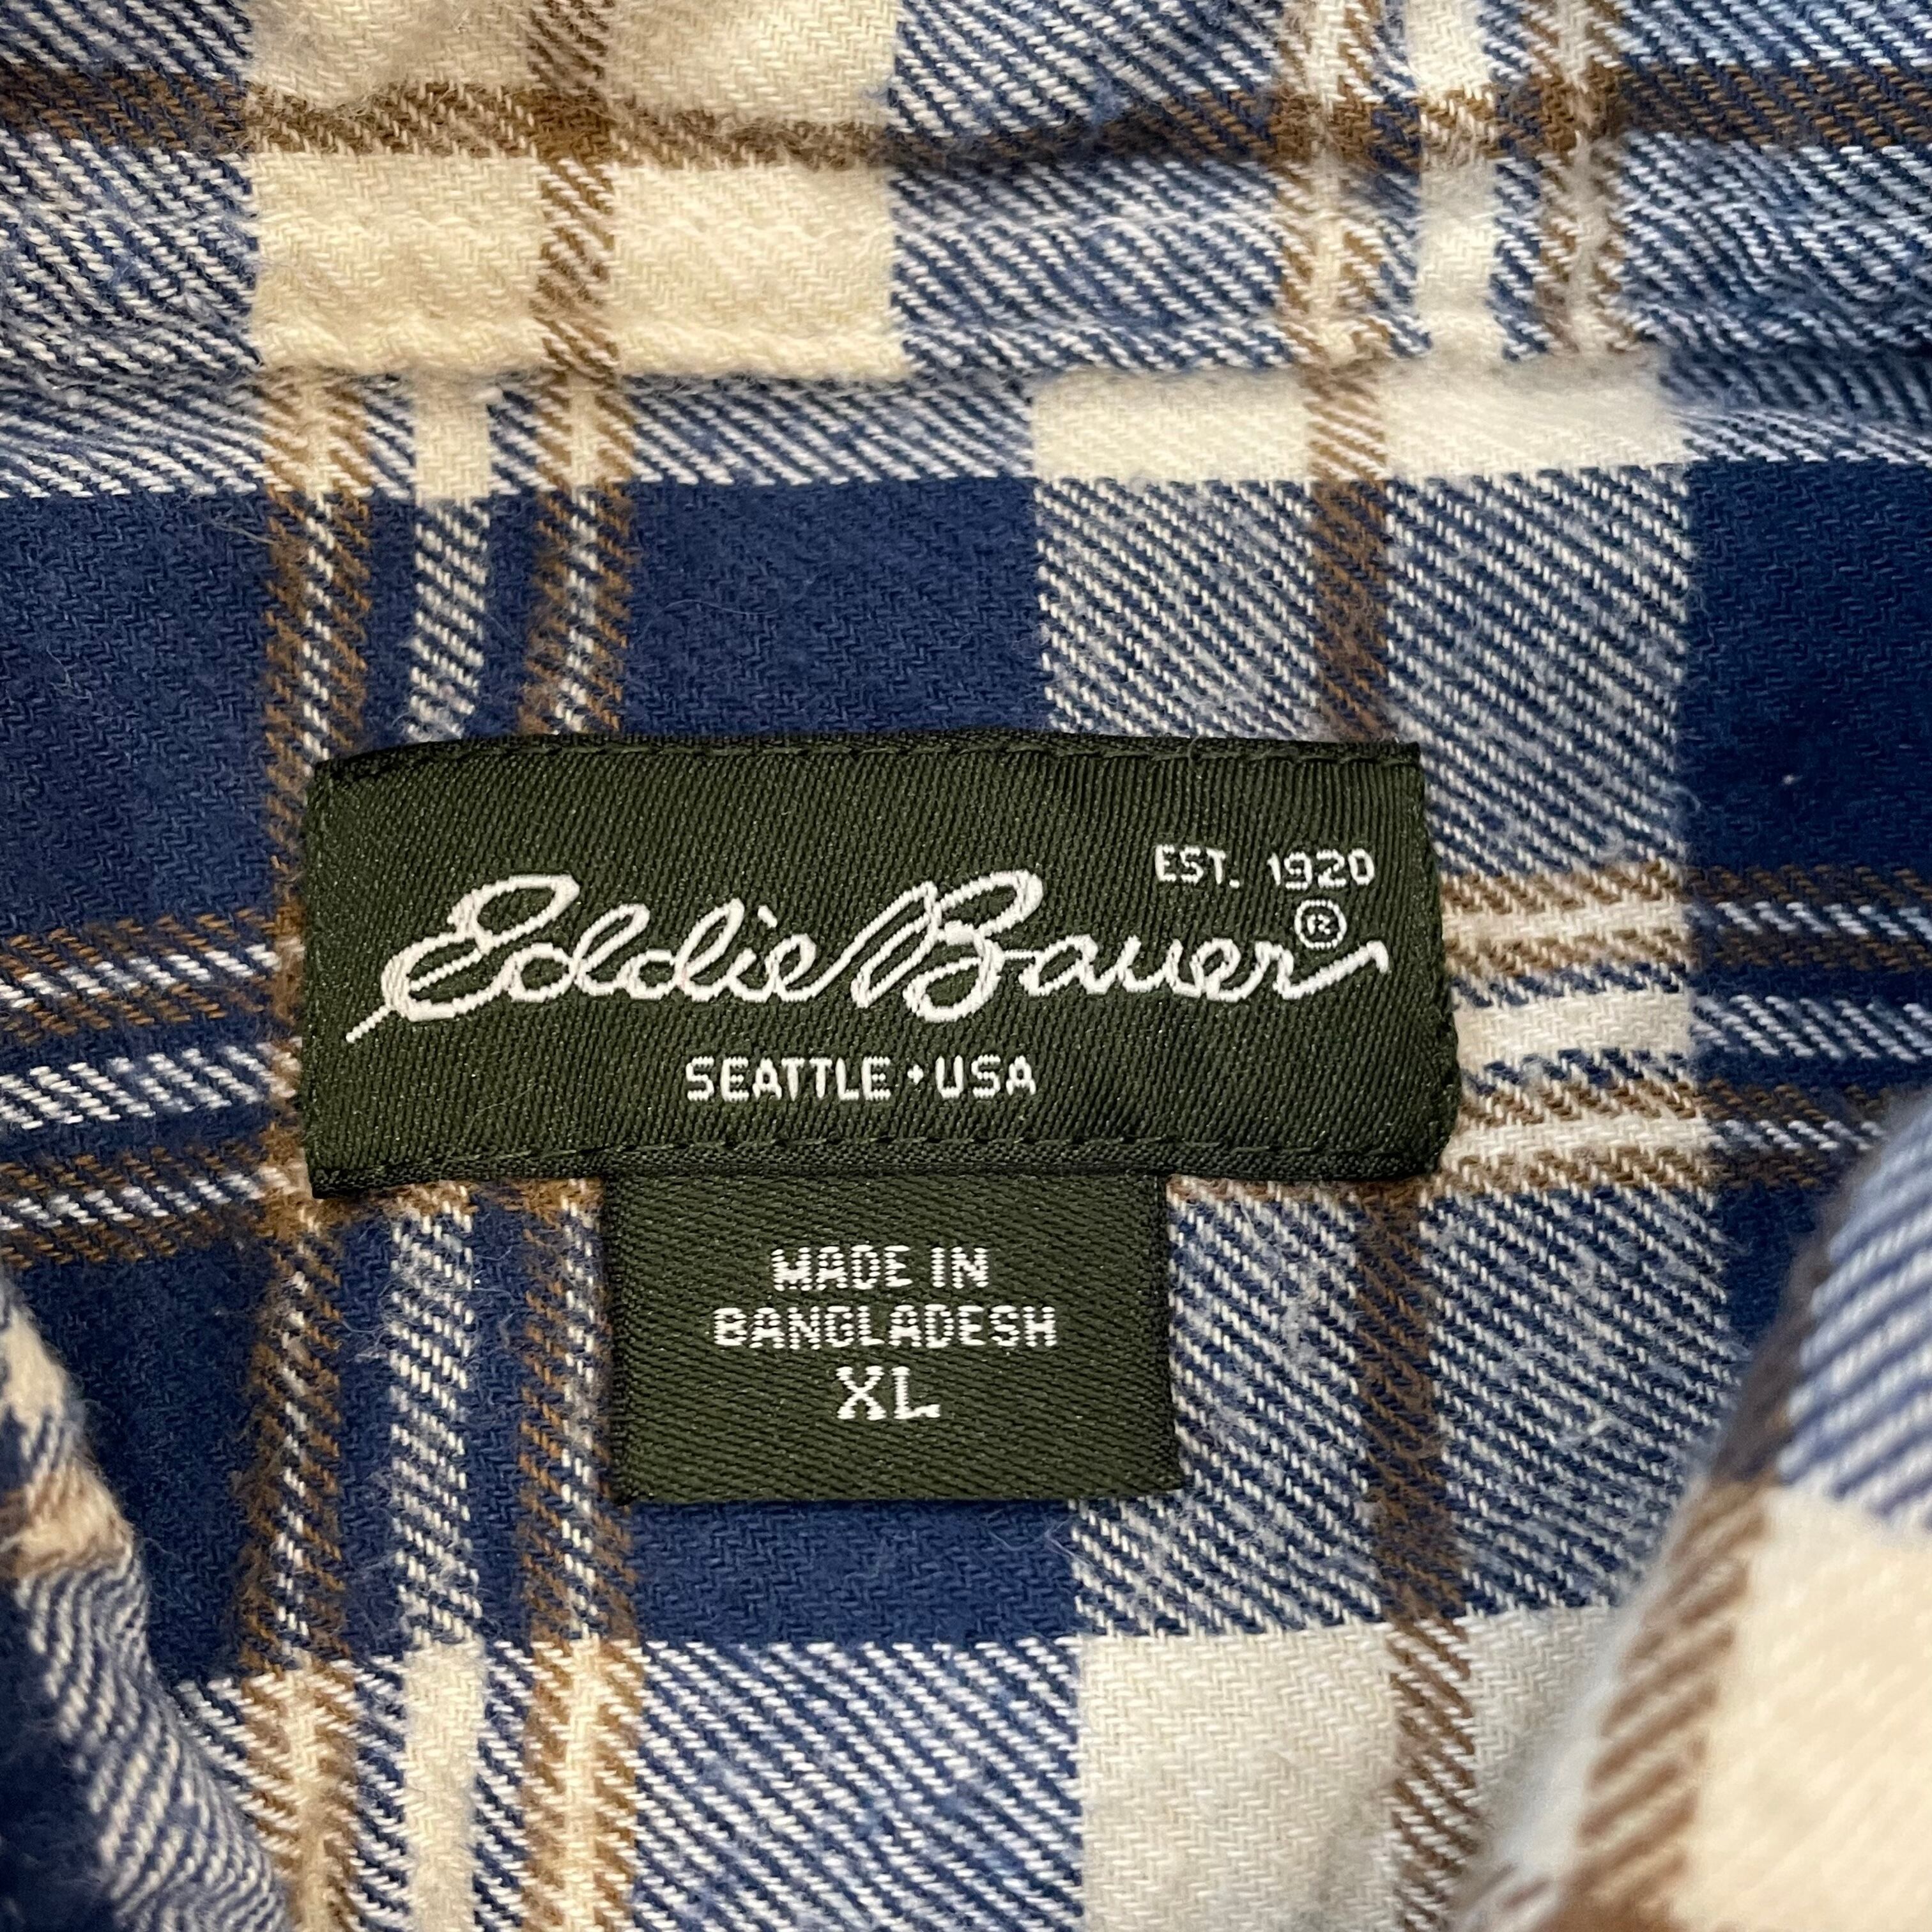 EST. 1920
Eddie Bauer®
SEATTLE • USA
MADE IN
BANGLADESH
XL